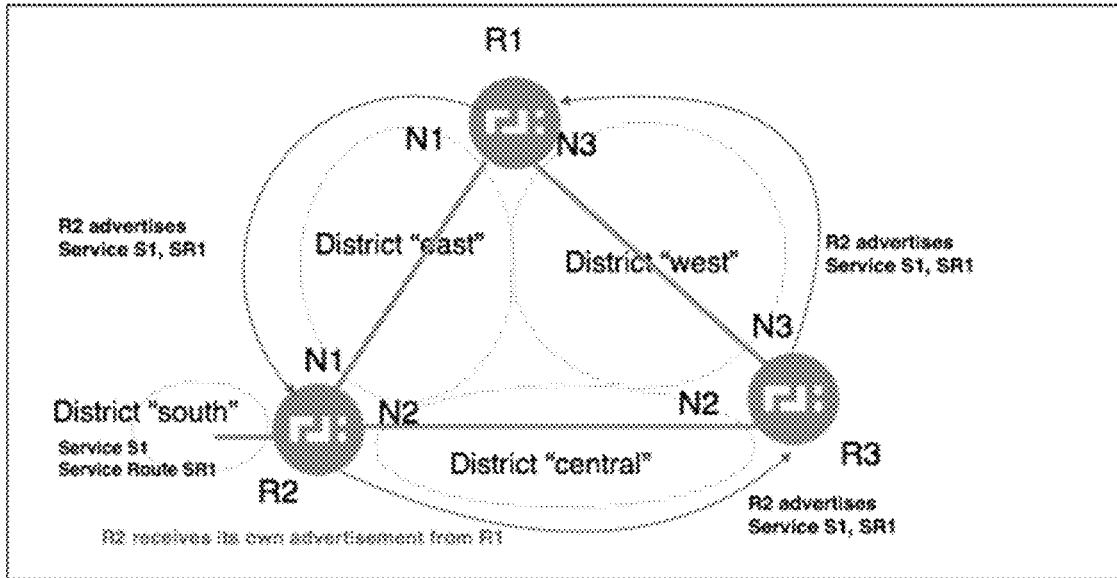 R1
N1
N3
R2 advertises
Service S1, SR1
District "east"
District "west"
R2 advertises
Service S1, SR1
N1
N3
District "south"
N2
N2
Service S1
Service Route SR1
District "central"
R3
R2
R2 advertises
Service S1, SR1
R2 receives its own advertisement from R1